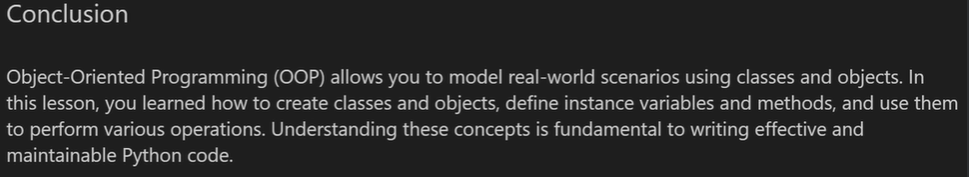 Conclusion
Object-Oriented Programming (OOP) allows you to model real-world scenarios using classes and objects. In
this lesson, you learned how to create classes and objects, define instance variables and methods, and use them
to perform various operations. Understanding these concepts is fundamental to writing effective and
maintainable Python code.